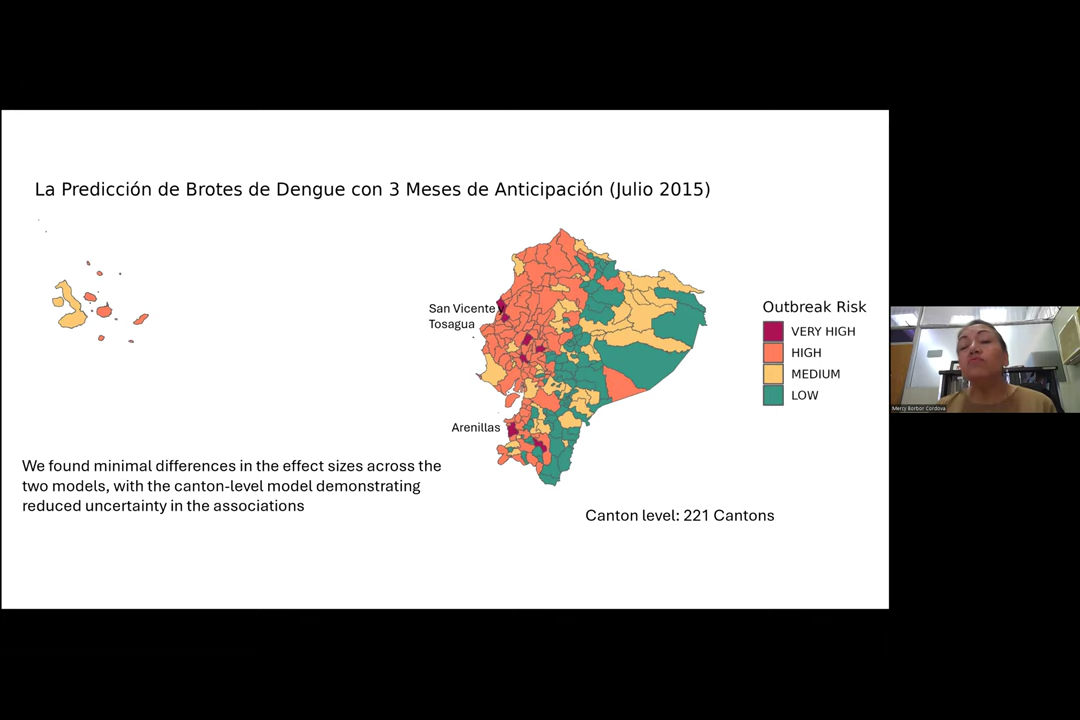 La Predicción de Brotes de Dengue con 3 Meses de Anticipación (Julio 2015)
San Vicente y
Tosagua
Arenillas
Outbreak Risk
VERY HIGH
HIGH
MEDIUM
LOW
We found minimal differences in the effect sizes across the
two models, with the canton-level model demonstrating
reduced uncertainty in the associations
Canton level: 221 Cantons
Mercy Borbor Cordova